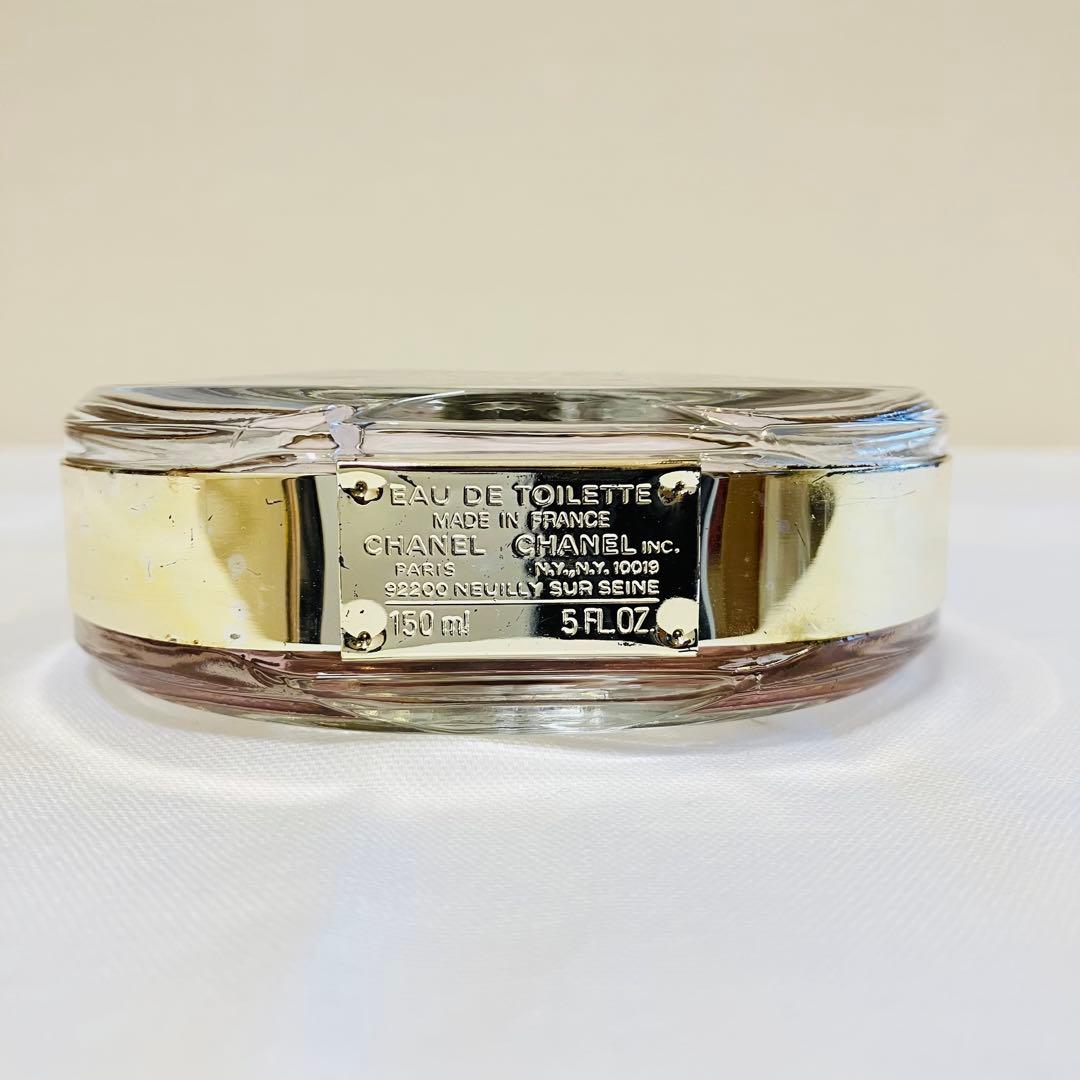 EAU DE TOILETTE
MADE IN FRANCE
CHANEL CHANEL INC.
PARIS N.Y., N.Y. 10019
92200 NEUILLY SUR SEINE
150 ml 5 FL.OZ.